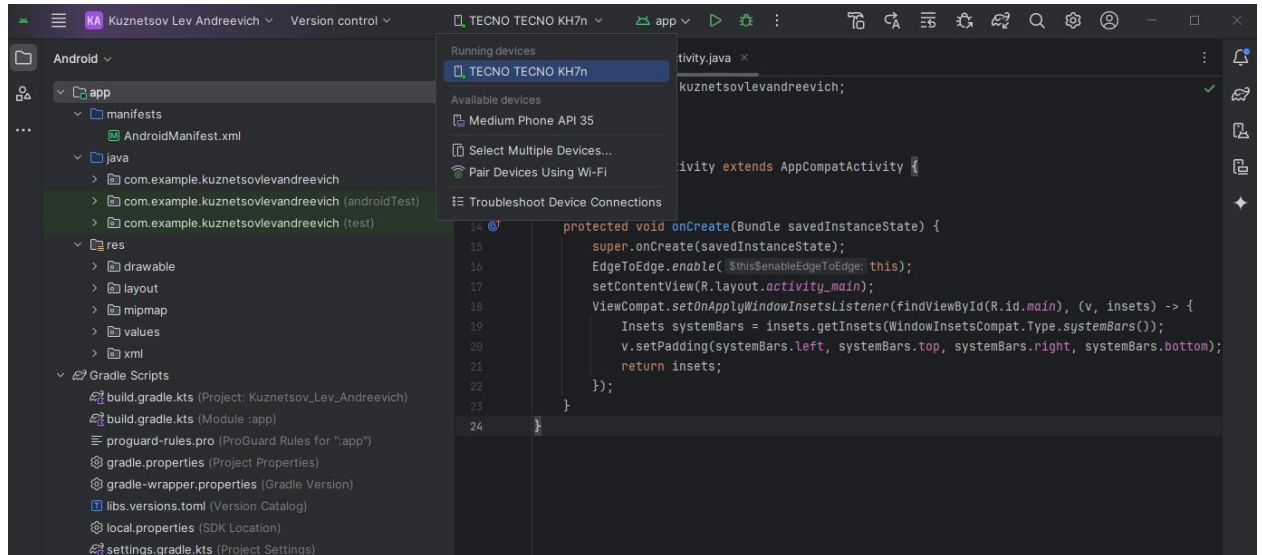 KA Kuznetsov Lev Andreevich Version control TECNO TECNO KH7n app
Android
app
manifests
AndroidManifest.xml
java
com.example.kuznetsovlevandreevich
com.example.kuznetsovlevandreevich (androidTest)
com.example.kuznetsovlevandreevich (test)
res
drawable
layout
mipmap
values
xml
Gradle Scripts
build.gradle.kts (Project: Kuznetsov_Lev_Andreevich)
build.gradle.kts (Module :app)
proguard-rules.pro (ProGuard Rules for ":app")
gradle.properties (Project Properties)
gradle-wrapper.properties (Gradle Version)
libs.versions.toml (Version Catalog)
local.properties (SDK Location)
settings.gradle.kts (Project Settings)
Running devices
TECNO TECNO KH7n
Available devices
Medium Phone API 35
Select Multiple Devices...
Pair Devices Using Wi-Fi
Troubleshoot Device Connections
tivity.java
kuznetsovlevandreevich;
ivity extends AppCompatActivity {
14 protected void onCreate(Bundle savedInstanceState) {
15 super.onCreate(savedInstanceState);
16 EdgeToEdge.enable( $this$enableEdgeToEdge: this);
17 setContentView(R.layout.activity_main);
18 ViewCompat.setOnApplyWindowInsetsListener(findViewById(R.id.main), (v, insets) -> {
19 Insets systemBars = insets.getInsets(WindowInsetsCompat.Type.systemBars());
20 v.setPadding(systemBars.left, systemBars.top, systemBars.right, systemBars.bottom);
21 return insets;
22 });
23 }
24 }